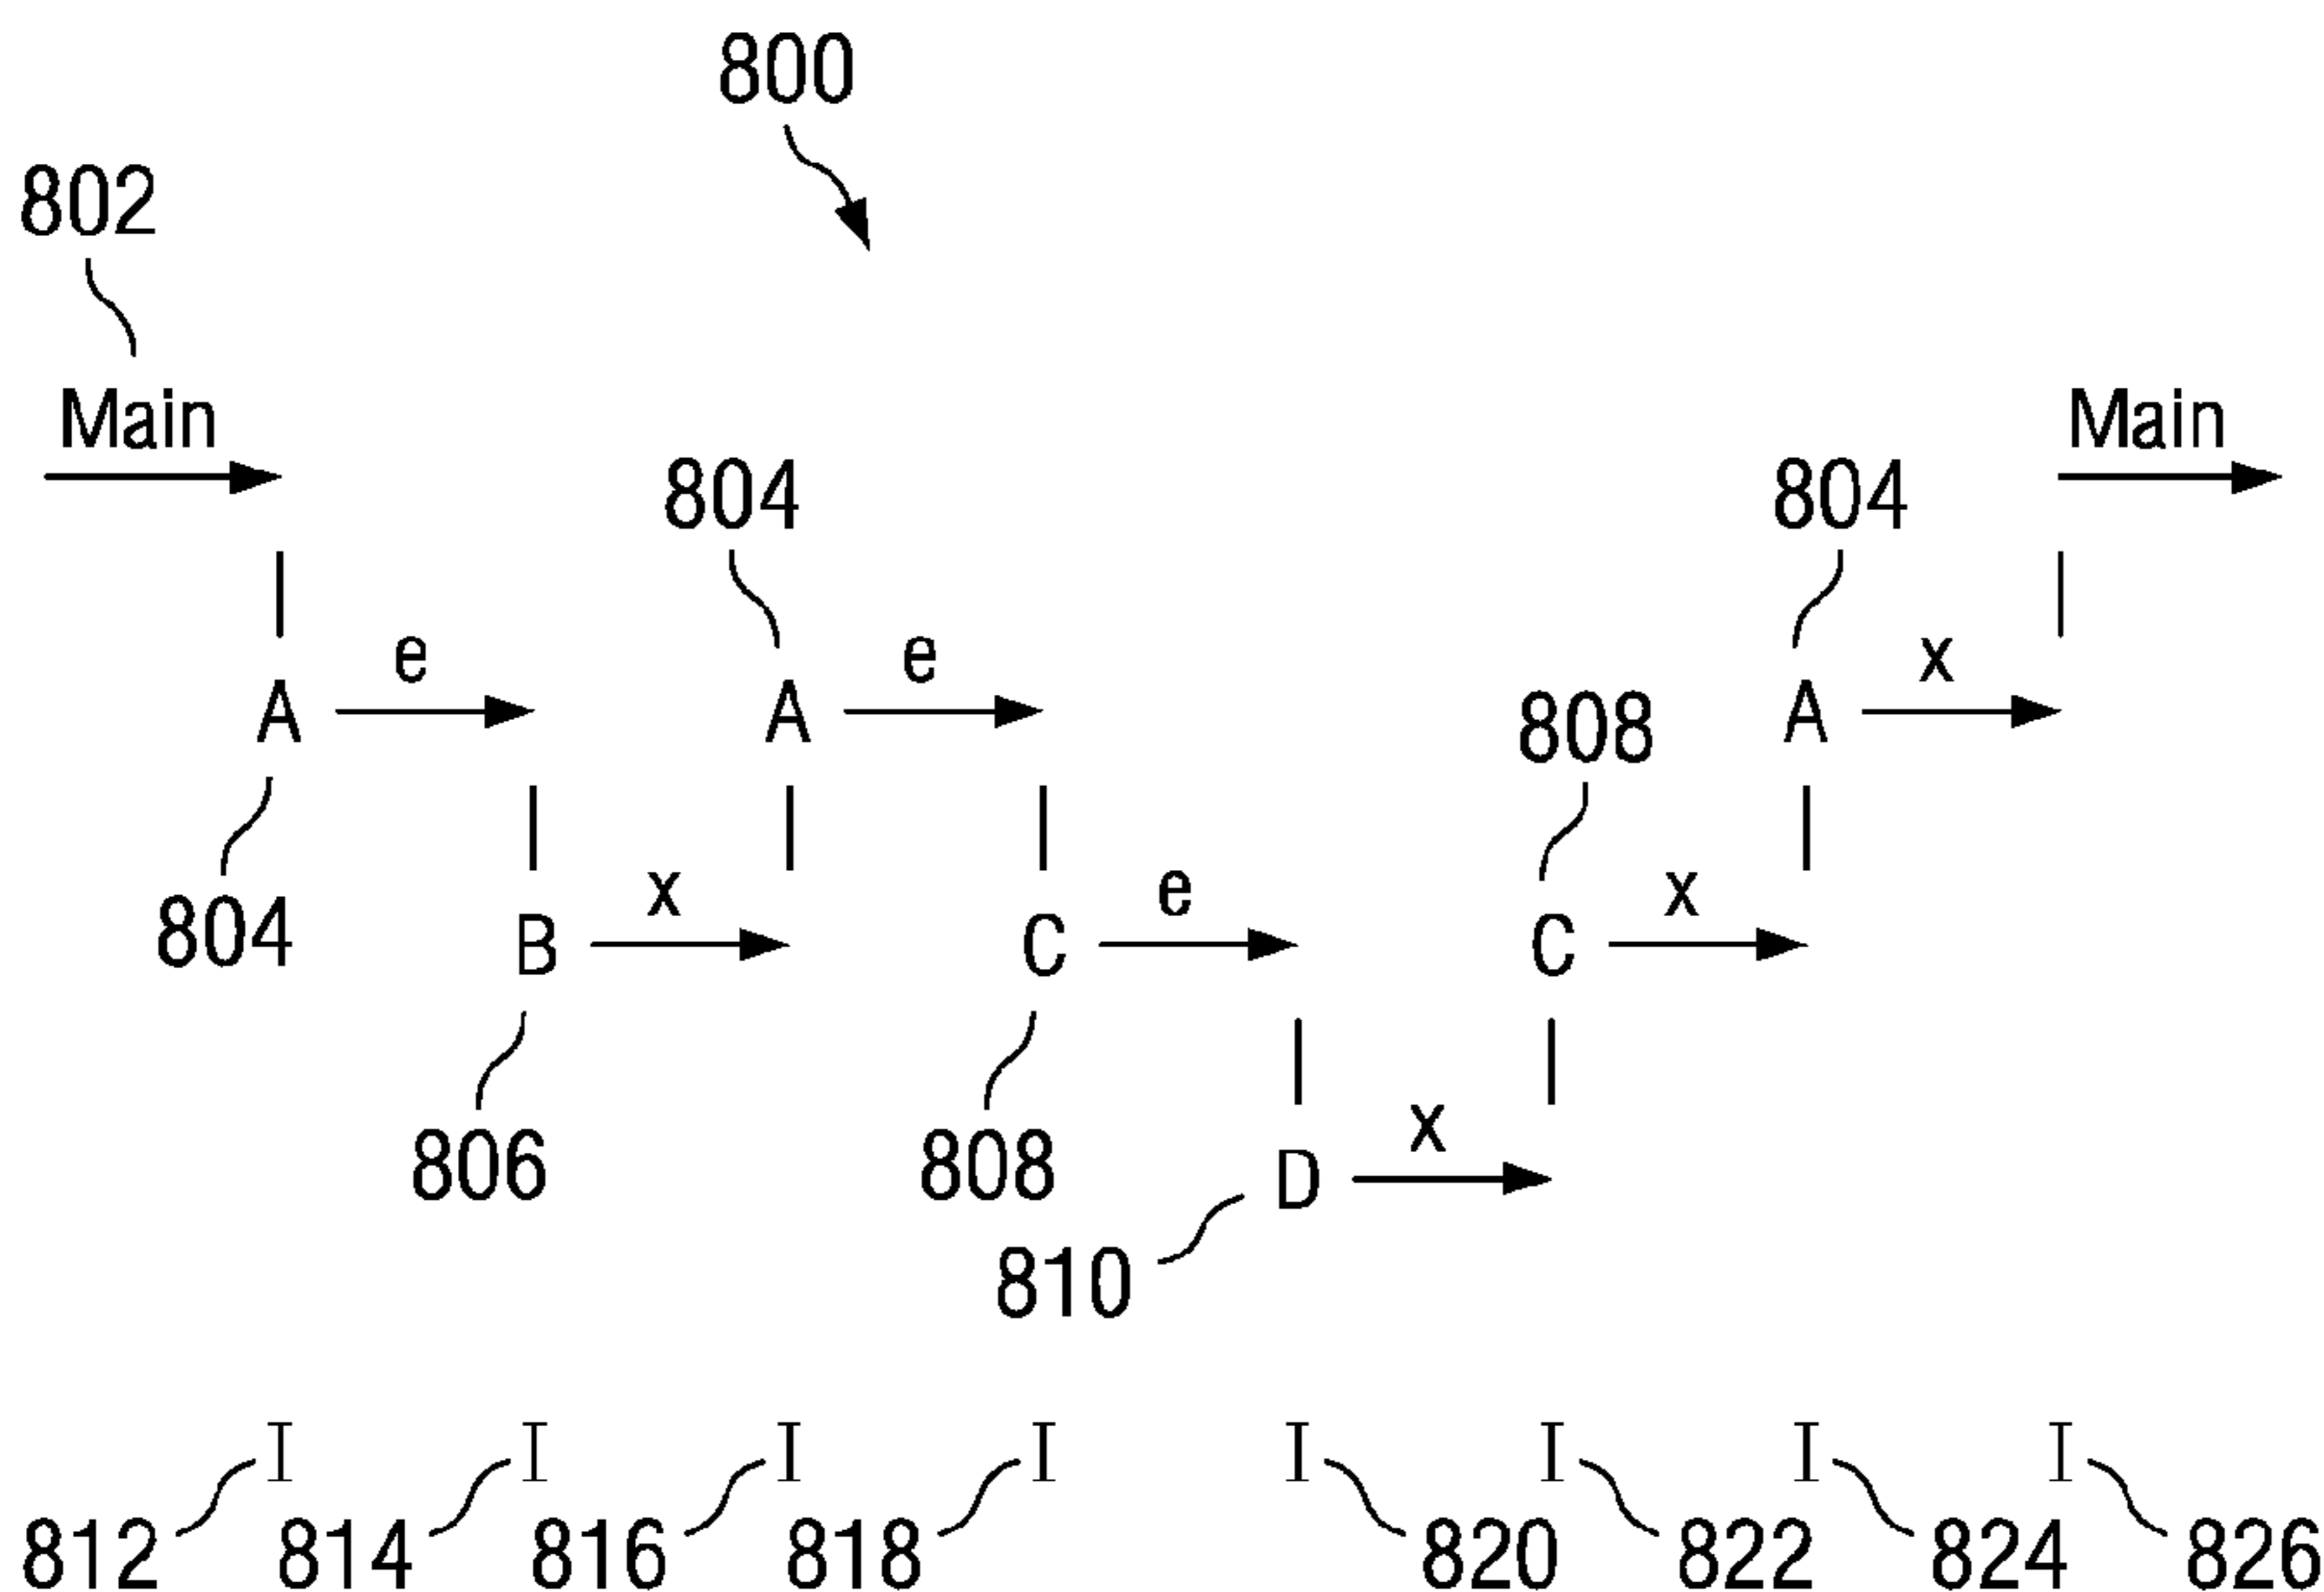 800
802
Main Main
804 804
e e x
A A 808 A
e
x x
804 B C C
x
806 808 D
810
I I I I I I I I
812 814 816 818 820 822 824 826